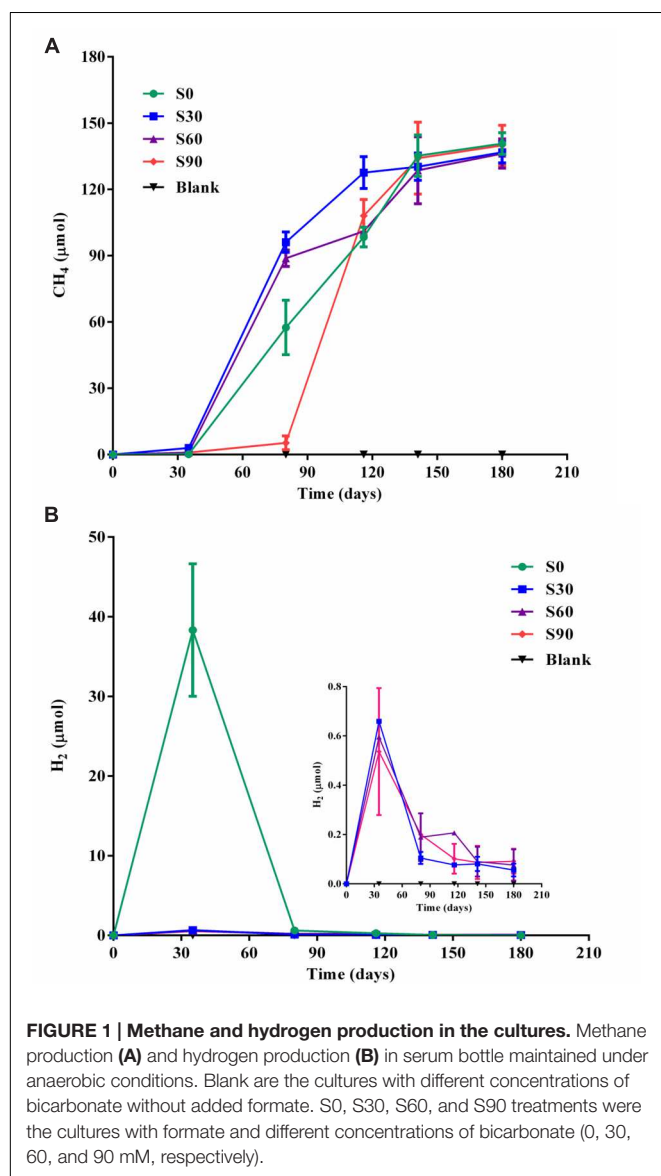 A
180
150
120
90
60
30
0
CH4 (μmol)
S0
S30
S60
S90
Blank
0 30 60 90 120 150 180 210
Time (days)
B
50
40
30
20
10
0
H2 (μmol)
S0
S30
S60
S90
Blank
0.8
0.6
0.4
0.2
0.0
H2 (μmol)
0 30 60 90 120 150 180 210
Time (days)
0 30 60 90 120 150 180 210
Time (days)
FIGURE 1 | Methane and hydrogen production in the cultures. Methane
production (A) and hydrogen production (B) in serum bottle maintained under
anaerobic conditions. Blank are the cultures with different concentrations of
bicarbonate without added formate. S0, S30, S60, and S90 treatments were
the cultures with formate and different concentrations of bicarbonate (0, 30,
60, and 90 mM, respectively).